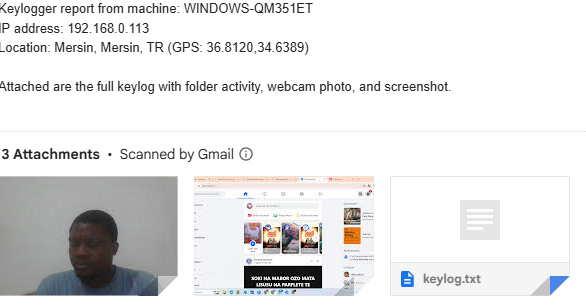 Keylogger report from machine: WINDOWS-QM351ET
IP address: 192.168.0.113
Location: Mersin, Mersin, TR (GPS: 36.8120,34.6389)
Attached are the full keylog with folder activity, webcam photo, and screenshot.
3 Attachments • Scanned by Gmail
SOKI NA MABOR OZO MATA
LISUSU NA PARFLETE TE
keylog.txt